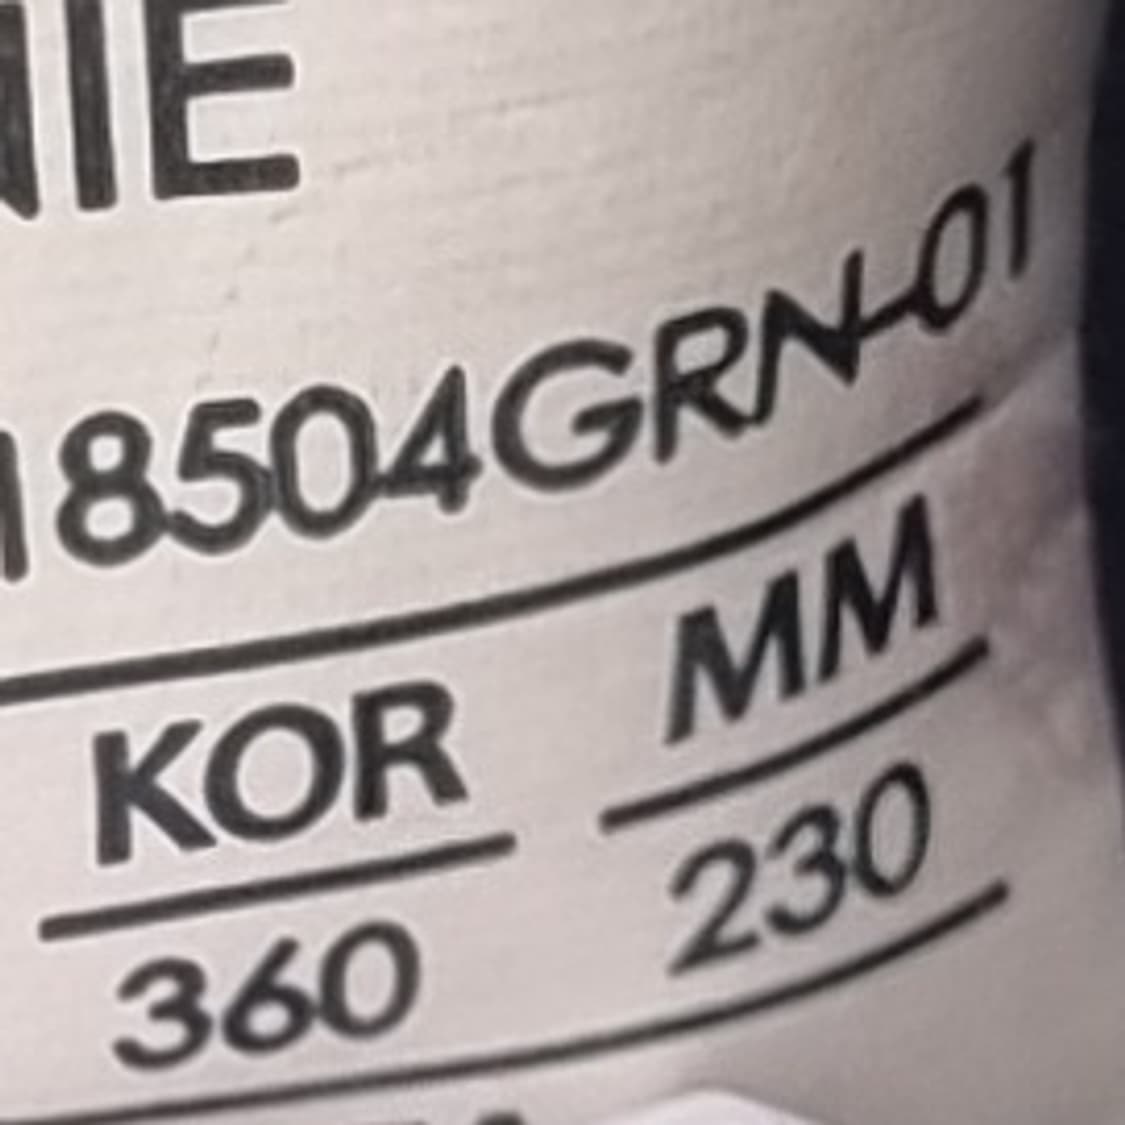 NIE
18504GRN-01
KOR MM
360 230